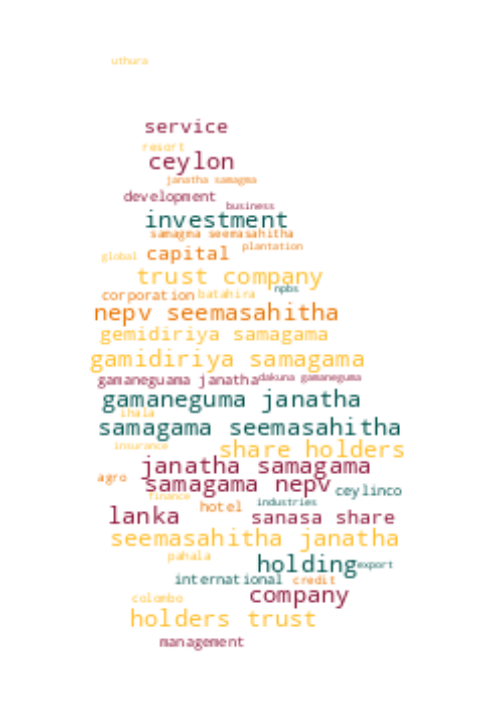 uthura
service
resort
ceylon
janatha samagma
development
business
investment
samagma seemasahitha
plantation
global capital
trust company
npbs
corporation batahira
nepv seemasahitha
gemidiriya samagama
gamidiriya samagama
gamaneguama janatha dakuna gamaneguma
gamaneguma janatha
ihala
samagama seemasahitha
insurance
share holders
janatha samagama
agro
samagama nepv
ceylinco
finance
industries
hotel
lanka
sanasa share
seemasahitha janatha
pahala
holding
export
international credit
company
colombo
holders trust
management